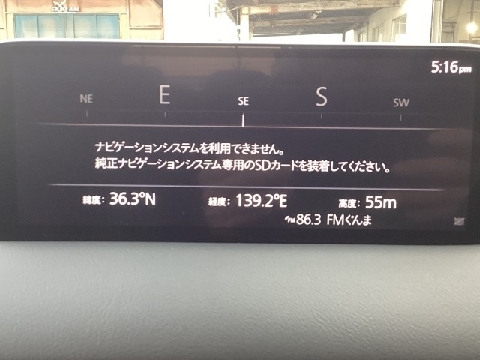 5:16pm
NE E SE S SW
ナビゲーションシステムを利用できません。
純正ナビゲーションシステム専用のSDカードを装着してください。
緯度: 36.3°N 経度: 139.2°E 高度: 55m
86.3 FMぐんま